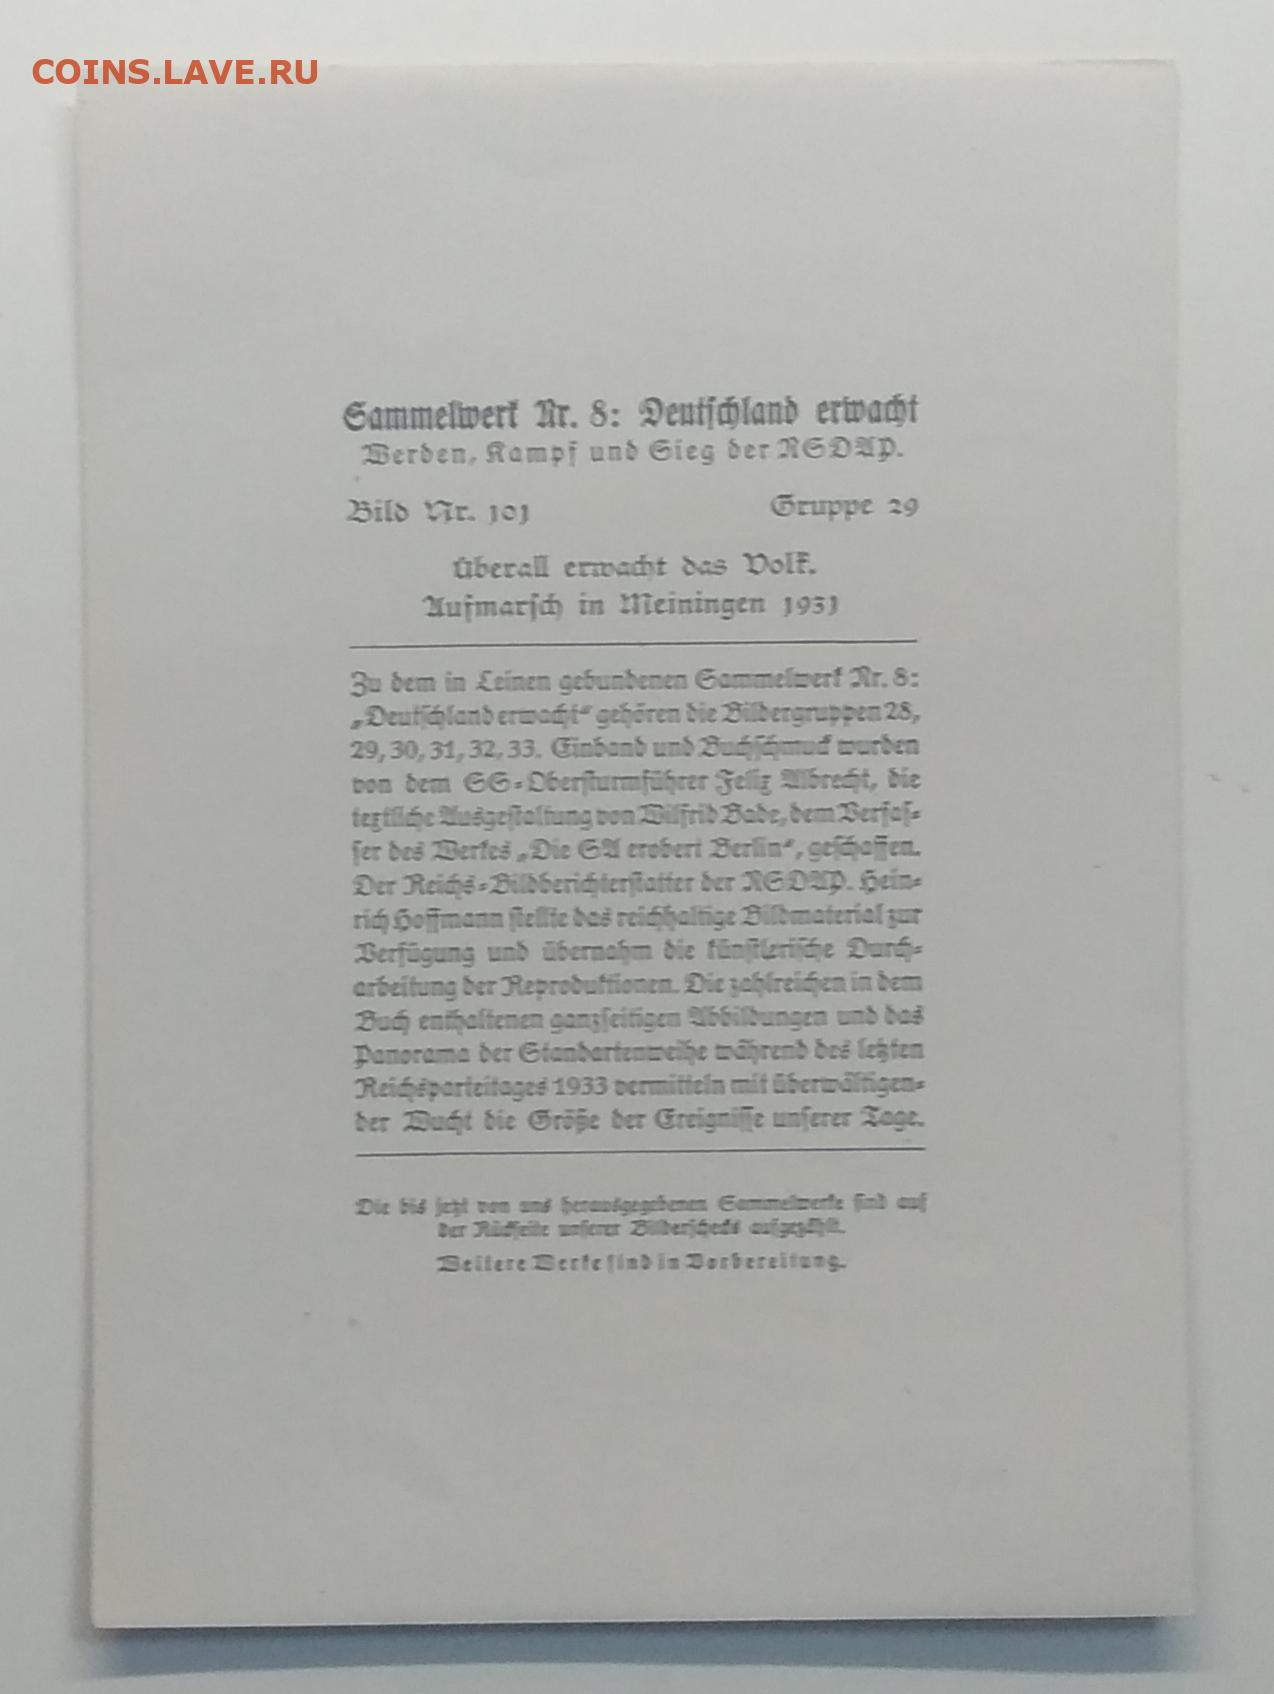 COINS.LAVE.RU
Sammelwerk Nr. 8: Deutschland erwacht
Werden, Kampf und Sieg der NSDAP.
Bild Nr. 101 Gruppe 29
Überall erwacht das Volk.
Aufmarsch in Meiningen 1931
Zu dem in Leinen gebundenen Sammelwerk Nr. 8:
„Deutschland erwacht“ gehören die Bildergruppen 28,
29, 30, 31, 32, 33. Einband und Buchschmuck wurden
von dem SS-Obersturmführer Felix Albrecht, die
textliche Ausgestaltung von Wilfrid Bade, dem Verfas-
ser des Werkes „Die SA erobert Berlin“, geschaffen.
Der Reichs-Bildberichterstatter der NSDAP. Hein-
rich Hoffmann stellte das reichhaltige Bildmaterial zur
Verfügung und übernahm die künstlerische Durch-
arbeitung der Reproduktionen. Die zahlreichen in dem
Buch enthaltenen ganzseitigen Abbildungen und das
Panorama der Standartenweihe während des letzten
Reichsparteitages 1933 vermitteln mit überwältigen-
der Wucht die Größe der Ereignisse unserer Tage.
Die bis jetzt von uns herausgegebenen Sammelwerke sind auf
der Rückseite unserer Bilderschecks aufgezählt.
Weitere Werke sind in Vorbereitung.